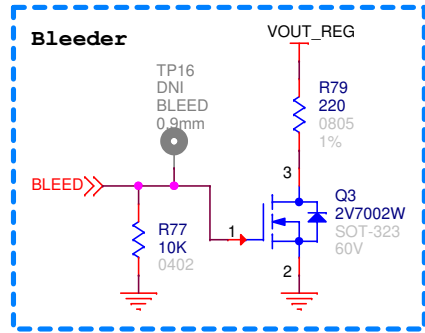 Bleeder
VOUT_REG
TP16
DNI
BLEED
0.9mm
R79
220
0805
1%
BLEED
3
Q3
2V7002W
SOT-323
60V
R77
10K
0402
1
2